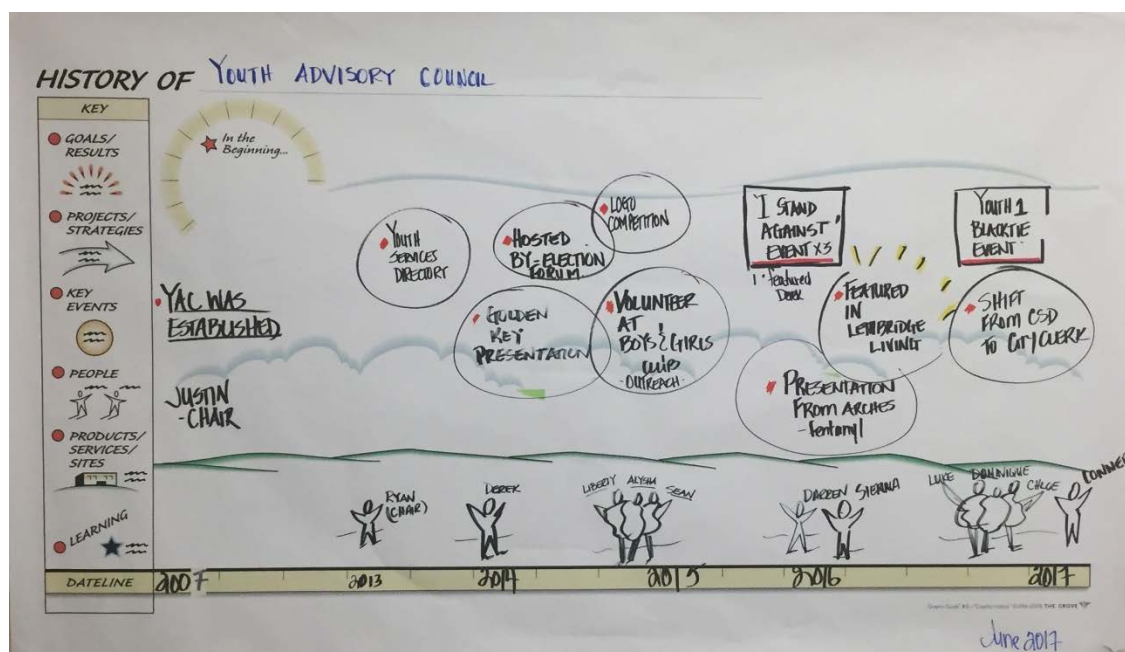 HISTORY OF YOUTH ADVISORY COUNCIL
KEY
GOALS/
RESULTS
PROJECTS/
STRATEGIES
KEY
EVENTS
PEOPLE
PRODUCTS/
SERVICES/
SITES
LEARNING
DATELINE
In the
Beginning...
YAC WAS
ESTABLISHED
JUSTIN
-CHAIR
YOUTH
SERVICES
DIRECTORY
HOSTED
BY-ELECTION
FORUM
LOGO
COMPETITION
GOLDEN
KEY
PRESENTATION
VOLUNTEER
AT
BOYS & GIRLS
CLUB
OUTREACH-
I STAND
AGAINST
EVENT x3
Featured
Derek
FEATURED
IN
LETHBRIDGE
LIVING
PRESENTATION
FROM ARCHES
-fentanyl
YOUTH 1
BLACKTIE
EVENT
SHIFT
FROM CSD
TO CITY CLERK
RYAN
(CHAIR)
DEREK
LIBERTY ALYSHA SEAN
DARREN SIERRA
LUKE DOMINIQUE CHLOE
CONNER
2007 2013 2014 2015 2016 2017
THE GROVE
June 2017